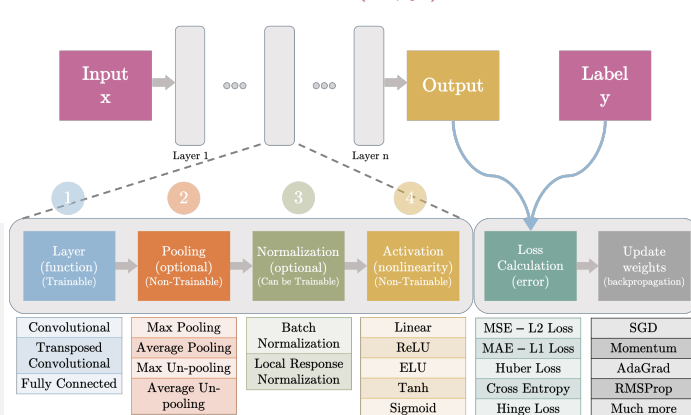 Input
x
Output
Label
y
Layer 1
Layer n
1
2
3
4
Layer
(function)
(Trainable)
Pooling
(optional)
(Non-Trainable)
Normalization
(optional)
(Can be Trainable)
Activation
(nonlinearity)
(Non-Trainable)
Loss
Calculation
(error)
Update
weights
(backpropagation)
Convolutional
Transposed
Convolutional
Fully Connected
Max Pooling
Average Pooling
Max Un-pooling
Average Un-
pooling
Batch
Normalization
Local Response
Normalization
Linear
ReLU
ELU
Tanh
Sigmoid
MSE – L2 Loss
MAE – L1 Loss
Huber Loss
Cross Entropy
Hinge Loss
SGD
Momentum
AdaGrad
RMSProp
Much more